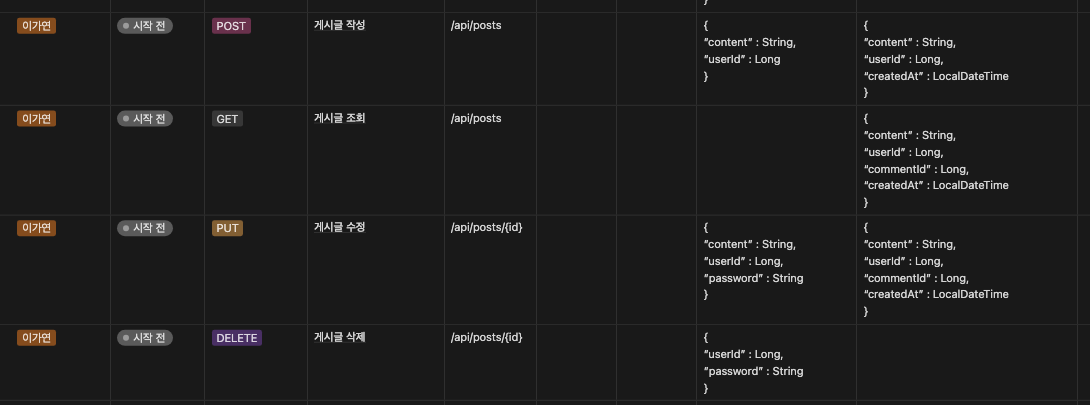 }
이가연 시작 전 POST 게시글 작성 /api/posts
{
“content” : String,
“userId” : Long
}
{
“content” : String,
“userId” : Long,
“createdAt” : LocalDateTime
}
이가연 시작 전 GET 게시글 조회 /api/posts
{
“content” : String,
“userId” : Long,
“commentId” : Long,
“createdAt” : LocalDateTime
}
이가연 시작 전 PUT 게시글 수정 /api/posts/{id}
{
“content” : String,
“userId” : Long,
“password” : String
}
{
“content” : String,
“userId” : Long,
“commentId” : Long,
“createdAt” : LocalDateTime
}
이가연 시작 전 DELETE 게시글 삭제 /api/posts/{id}
{
“userId” : Long,
“password” : String
}